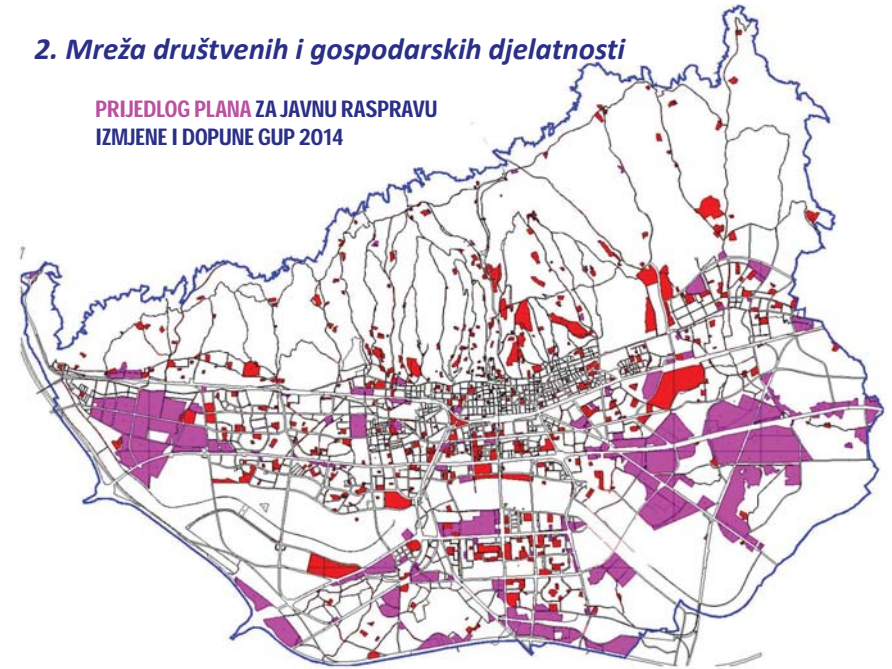 2. Mreža društvenih i gospodarskih djelatnosti
PRIJEDLOG PLANA ZA JAVNU RASPRAVU
IZMJENE I DOPUNE GUP 2014